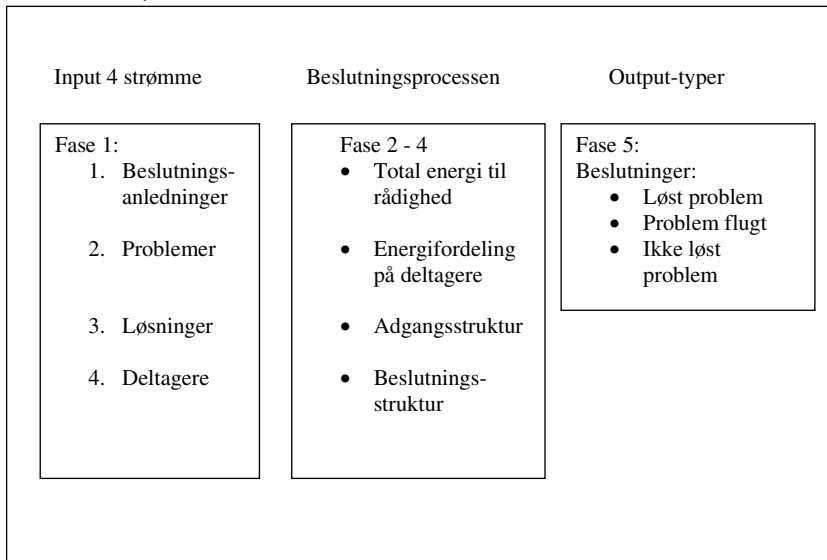 Input 4 strømme
Beslutningsprocessen
Output-typer
Fase 1:
1. Beslutnings-
anledninger
2. Problemer
3. Løsninger
4. Deltagere
Fase 2 - 4
• Total energi til
rådighed
• Energifordeling
på deltagere
• Adgangsstruktur
• Beslutnings-
struktur
Fase 5:
Beslutninger:
• Løst problem
• Problem flugt
• Ikke løst
problem